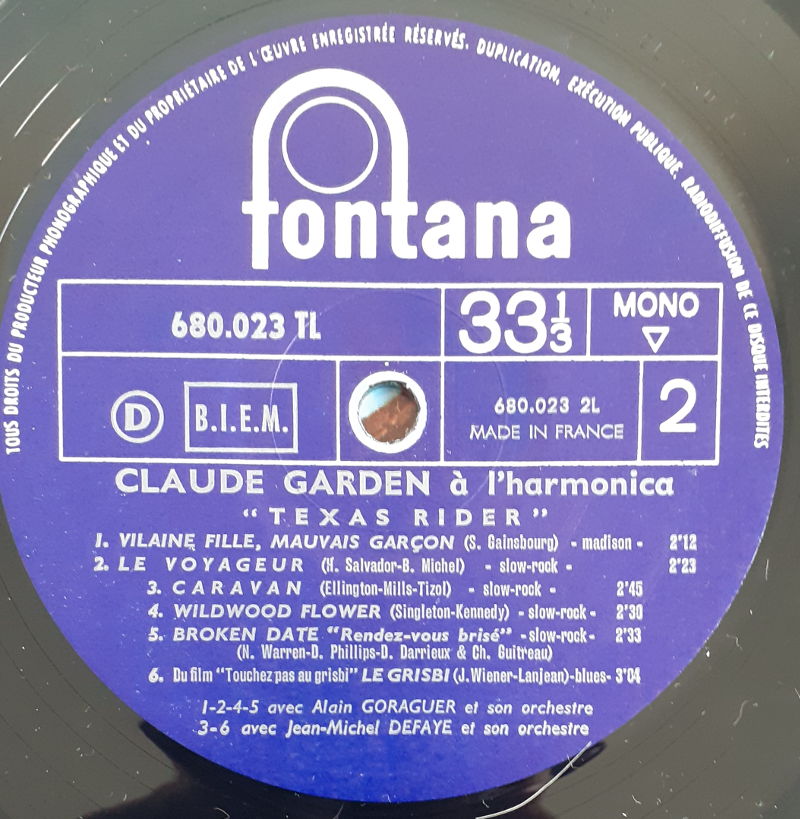 TOUS DROITS DU PRODUCTEUR PHONOGRAPHIQUE ET DU PROPRIÉTAIRE DE L'ŒUVRE ENREGISTRÉE RÉSERVÉS. DUPLICATION, EXÉCUTION PUBLIQUE, RADIODIFFUSION DE CE DISQUE INTERDITES
fontana
680.023 TL
33 1/3
MONO
▽
D
B.I.E.M.
680.023 2L
MADE IN FRANCE
2
CLAUDE GARDEN à l'harmonica
"TEXAS RIDER"
1. VILAINE FILLE, MAUVAIS GARÇON (S. Gainsbourg) - madison - 2'12
2. LE VOYAGEUR (H. Salvador-B. Michel) - slow-rock - 2'23
3. CARAVAN (Ellington-Mills-Tizol) - slow-rock - 2'45
4. WILDWOOD FLOWER (Singleton-Kennedy) - slow-rock - 2'30
5. BROKEN DATE "Rendez-vous brisé" - slow-rock - 2'33
(N. Warren-D. Phillips-D. Darrieux & Ch. Guitreau)
6. Du film "Touchez pas au grisbi" LE GRISBI (J. Wiener-Lanjean) - blues - 3'04
1-2-4-5 avec Alain GORAGUER et son orchestre
3-6 avec Jean-Michel DEFAYE et son orchestre